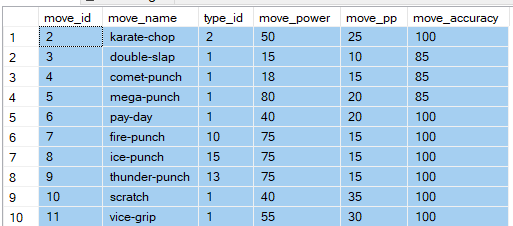 move_id move_name type_id move_power move_pp move_accuracy
1 2 karate-chop 2 50 25 100
2 3 double-slap 1 15 10 85
3 4 comet-punch 1 18 15 85
4 5 mega-punch 1 80 20 85
5 6 pay-day 1 40 20 100
6 7 fire-punch 10 75 15 100
7 8 ice-punch 15 75 15 100
8 9 thunder-punch 13 75 15 100
9 10 scratch 1 40 35 100
10 11 vice-grip 1 55 30 100